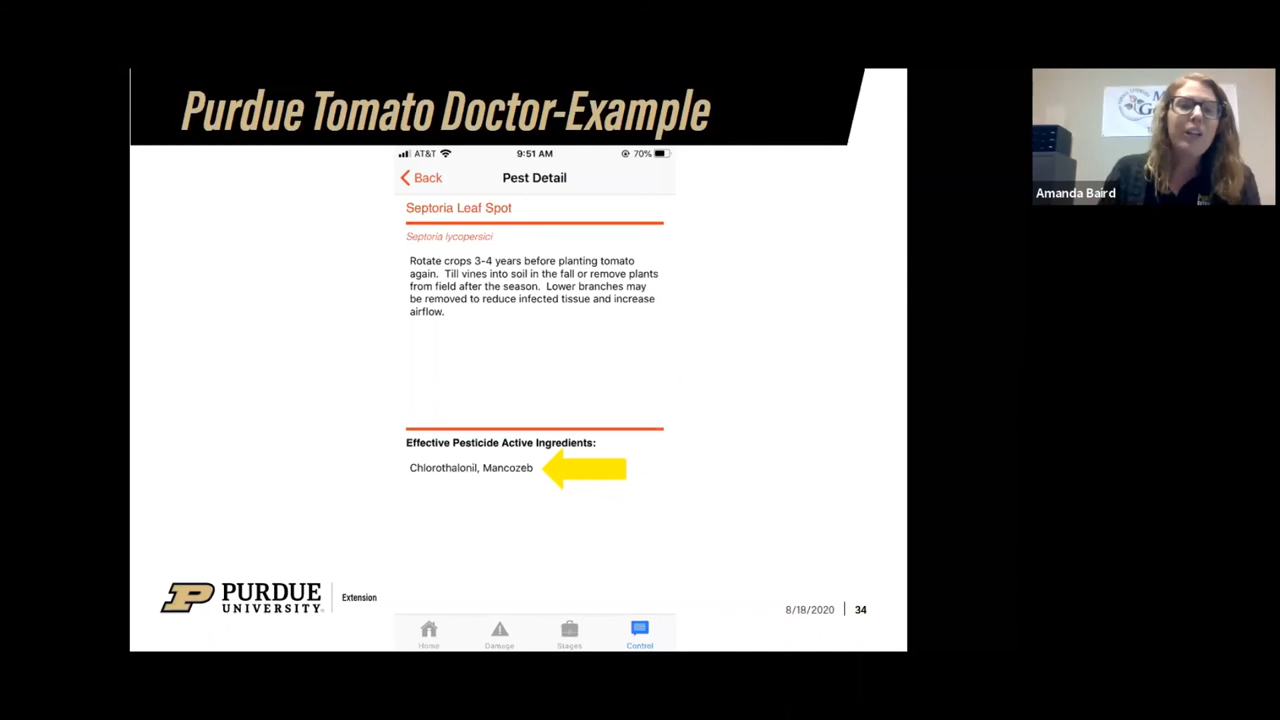 Purdue Tomato Doctor-Example
AT&T 9:51 AM 70%
Back Pest Detail
Septoria Leaf Spot
Septoria lycopersici
Rotate crops 3-4 years before planting tomato
again. Till vines into soil in the fall or remove plants
from field after the season. Lower branches may
be removed to reduce infected tissue and increase
airflow.
Effective Pesticide Active Ingredients:
Chlorothalonil, Mancozeb
PURDUE
UNIVERSITY
Extension
8/18/2020 34
Home Damage Stages Control
Amanda Baird